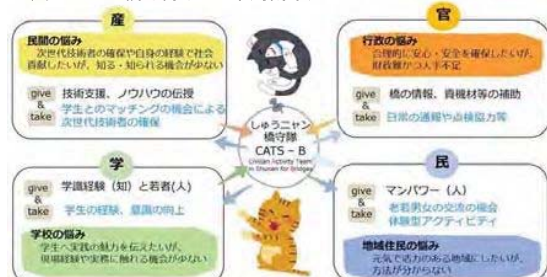 産
民間の悩み
次世代技術者の確保や自身の経験で社会
貢献したいが、知る・知られる機会が少ない
give
&
take
技術支援、ノウハウの伝授
学生とのマッチングの機会による
次世代技術者の確保
官
行政の悩み
合理的に安心・安全を確保したいが、
財政難かつ人手不足
give
&
take
橋の情報、資機材等の補助
日常の通報や点検協力等
しゅうニャン
橋守隊
CATS-B
Civilian Activity Team
in Shunan for Bridges
学
give
&
take
学識経験(知)と若者(人)
学生の経験、意識の向上
学校の悩み
学生へ実践の魅力を伝えたいが、
現場経験や実務に触れる機会が少ない
民
give
&
take
マンパワー(人)
老若男女の交流の機会
体験型アクティビティ
地域住民の悩み
元気で活力のある地域にしたいが、
方法が分からない